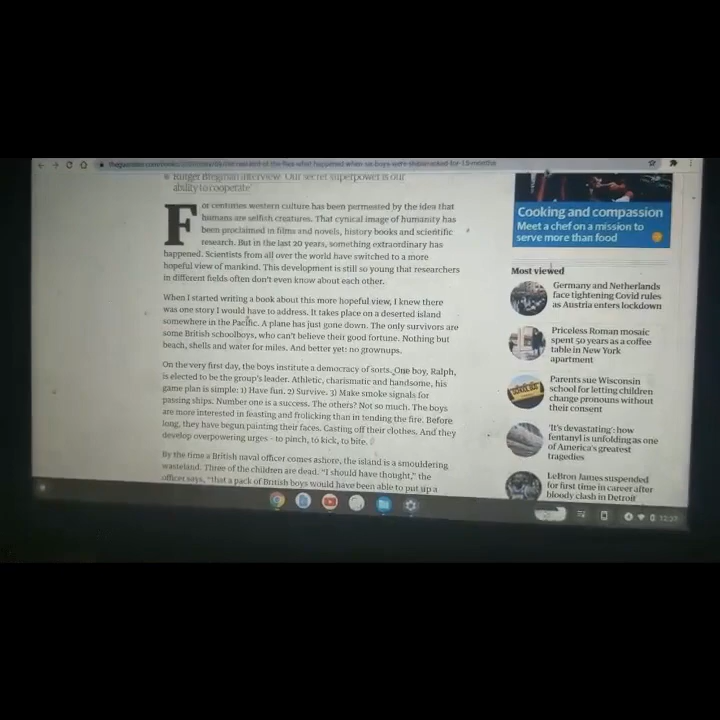 Rutger Bregman interview: 'Our secret superpower is our
ability to cooperate'
For centuries western culture has been permeated by the idea that
humans are selfish creatures. That cynical image of humanity has
been proclaimed in films and novels, history books and scientific
research. But in the last 20 years, something extraordinary has
happened. Scientists from all over the world have switched to a more
hopeful view of mankind. This development is still so young that researchers
in different fields often don't even know about each other.
When I started writing a book about this more hopeful view, I knew there
was one story I would have to address. It takes place on a deserted island
somewhere in the Pacific. A plane has just gone down. The only survivors are
some British schoolboys, who can't believe their good fortune. Nothing but
beach, shells and water for miles. And better yet: no grownups.
On the very first day, the boys institute a democracy of sorts. One boy, Ralph,
is elected to be the group's leader. Athletic, charismatic and handsome, his
game plan is simple: 1) Have fun. 2) Survive. 3) Make smoke signals for
passing ships. Number one is a success. The others? Not so much. The boys
are more interested in feasting and frolicking than in tending the fire. Before
long, they have begun painting their faces. Casting off their clothes. And they
develop overpowering urges – to pinch, to kick, to bite.
By the time a British naval officer comes ashore, the island is a smouldering
wasteland. Three of the children are dead. "I should have thought," the
officer says, "that a pack of British boys would have been able to put up a
Cooking and compassion
Meet a chef on a mission to
serve more than food
Most viewed
Germany and Netherlands
face tightening Covid rules
as Austria enters lockdown
Priceless Roman mosaic
spent 50 years as a coffee
table in New York
apartment
Parents sue Wisconsin
school for letting children
change pronouns without
their consent
'It's devastating': how
fentanyl is unfolding as one
of America's greatest
tragedies
LeBron James suspended
for first time in career after
bloody clash in Detroit